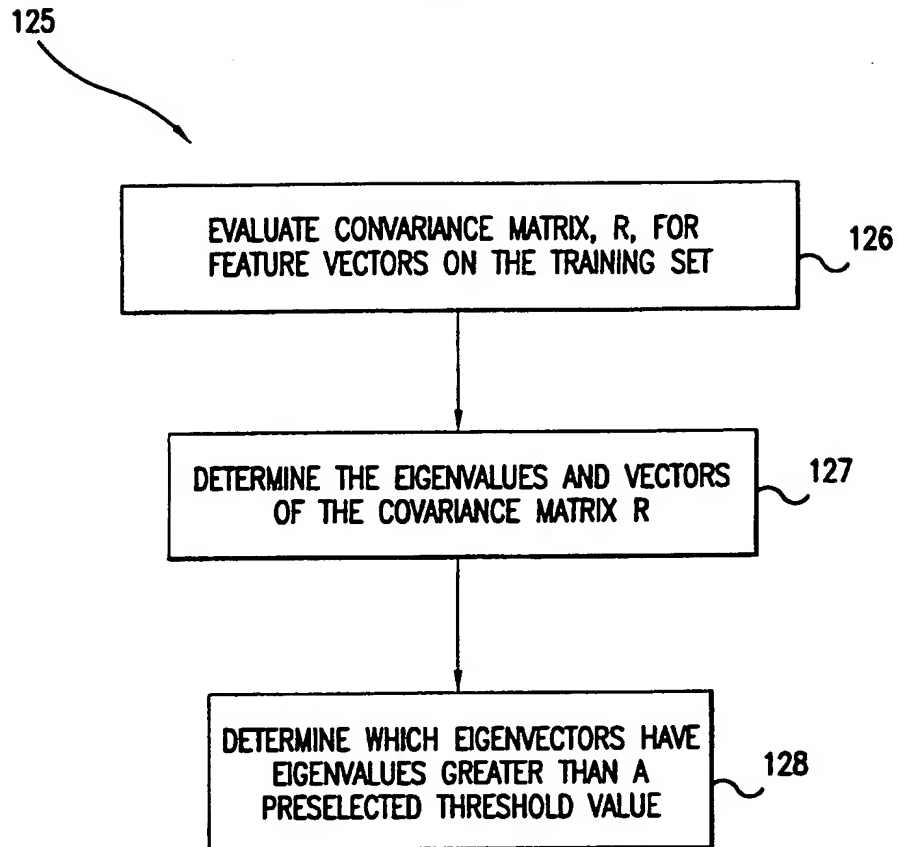 125
EVALUATE CONVARIANCE MATRIX, R, FOR
FEATURE VECTORS ON THE TRAINING SET
126
DETERMINE THE EIGENVALUES AND VECTORS
OF THE COVARIANCE MATRIX R
127
DETERMINE WHICH EIGENVECTORS HAVE
EIGENVALUES GREATER THAN A
PRESELECTED THRESHOLD VALUE
128